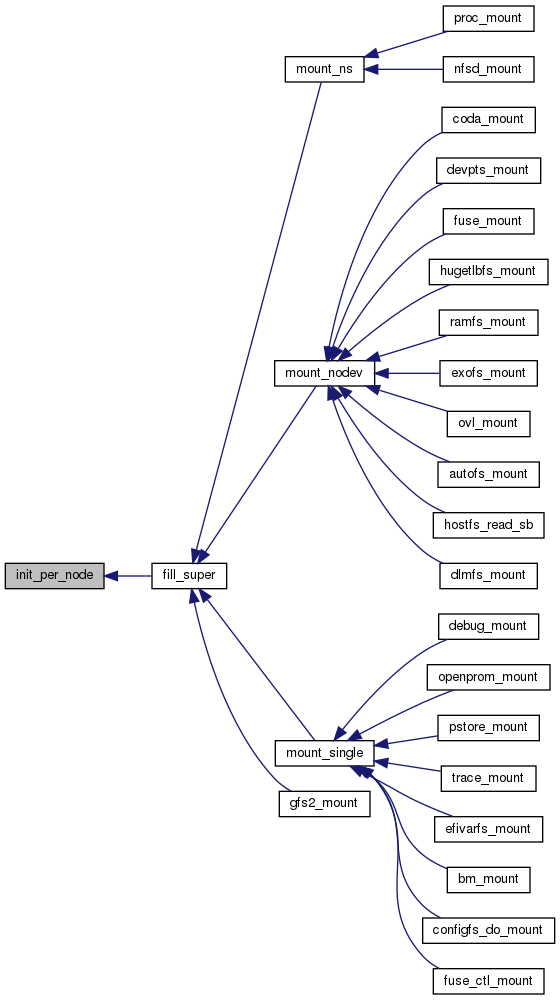 proc_mount
mount_ns
nfsd_mount
coda_mount
devpts_mount
fuse_mount
hugetlbfs_mount
ramfs_mount
mount_nodev
exofs_mount
ovl_mount
autofs_mount
hostfs_read_sb
init_per_node
fill_super
dlmfs_mount
debug_mount
openprom_mount
pstore_mount
mount_single
trace_mount
gfs2_mount
efivarfs_mount
bm_mount
configfs_do_mount
fuse_ctl_mount